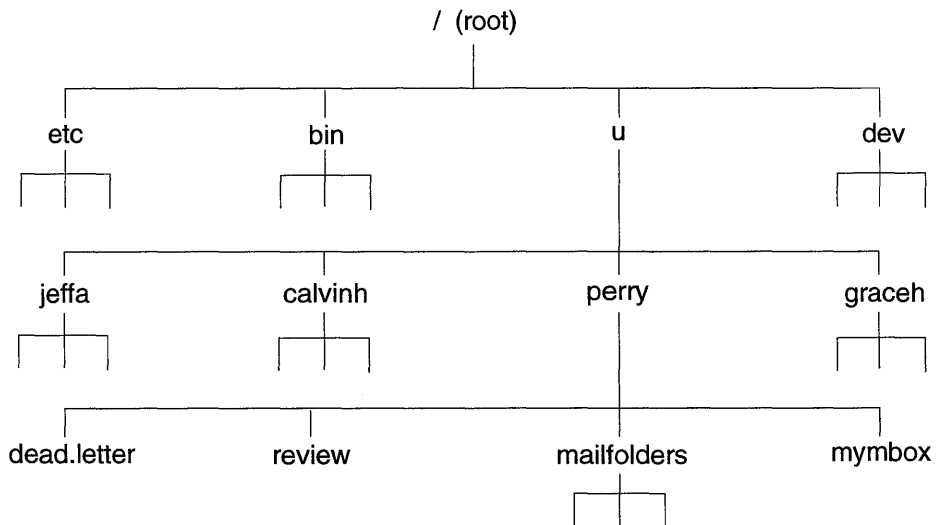 / (root)
etc bin u dev
jeffa calvinh perry graceh
dead.letter review mailfolders mymbox